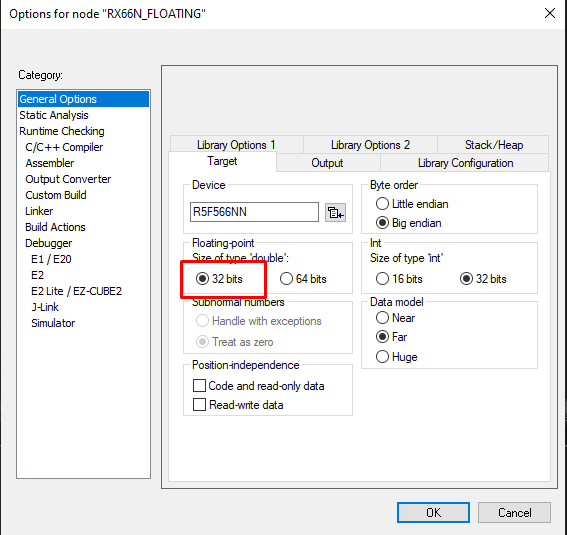 Options for node "RX66N_FLOATING"
Category:
General Options
Static Analysis
Runtime Checking
C/C++ Compiler
Assembler
Output Converter
Custom Build
Linker
Build Actions
Debugger
E1 / E20
E2
E2 Lite / EZ-CUBE2
J-Link
Simulator
Library Options 1 Library Options 2 Stack/Heap
Target Output Library Configuration
Device
R5F566NN
Byte order
Little endian
Big endian
Floating-point
Size of type 'double':
32 bits 64 bits
Int
Size of type 'int'
16 bits 32 bits
Subnormal numbers
Handle with exceptions
Treat as zero
Data model
Near
Far
Huge
Position-independence
Code and read-only data
Read-write data
OK Cancel